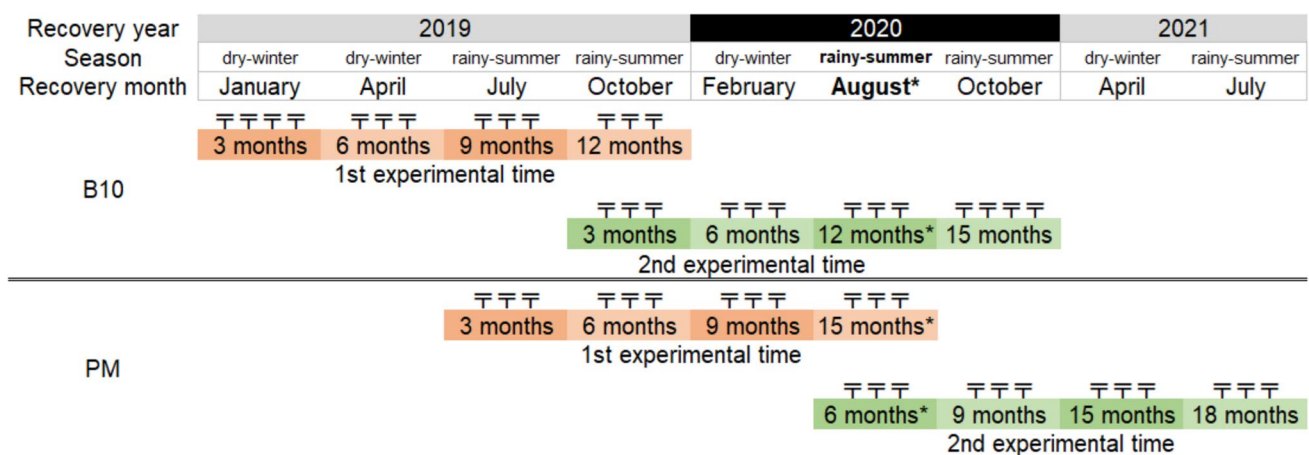 Recovery year 2019 2020 2021
Season dry-winter dry-winter rainy-summer rainy-summer dry-winter rainy-summer rainy-summer dry-winter rainy-summer
Recovery month January April July October February August* October April July
3 months 6 months 9 months 12 months
1st experimental time
B10
3 months 6 months 12 months* 15 months
2nd experimental time
3 months 6 months 9 months 15 months*
1st experimental time
PM
6 months* 9 months 15 months 18 months
2nd experimental time